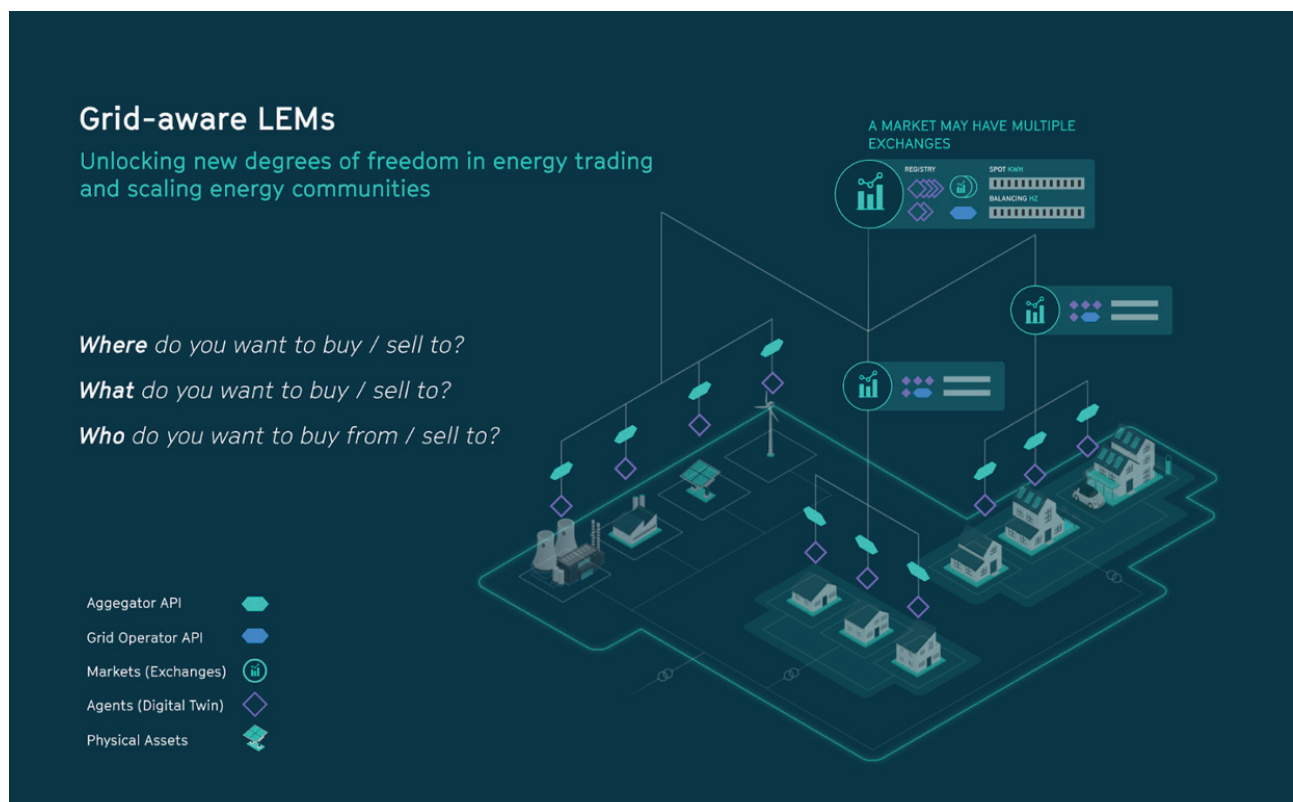 Grid-aware LEMs
Unlocking new degrees of freedom in energy trading
and scaling energy communities
A MARKET MAY HAVE MULTIPLE
EXCHANGES
REGISTRY
SPOT KWH
BALANCING HZ
Where do you want to buy / sell to?
What do you want to buy / sell to?
Who do you want to buy from / sell to?
Aggegator API
Grid Operator API
Markets (Exchanges)
Agents (Digital Twin)
Physical Assets